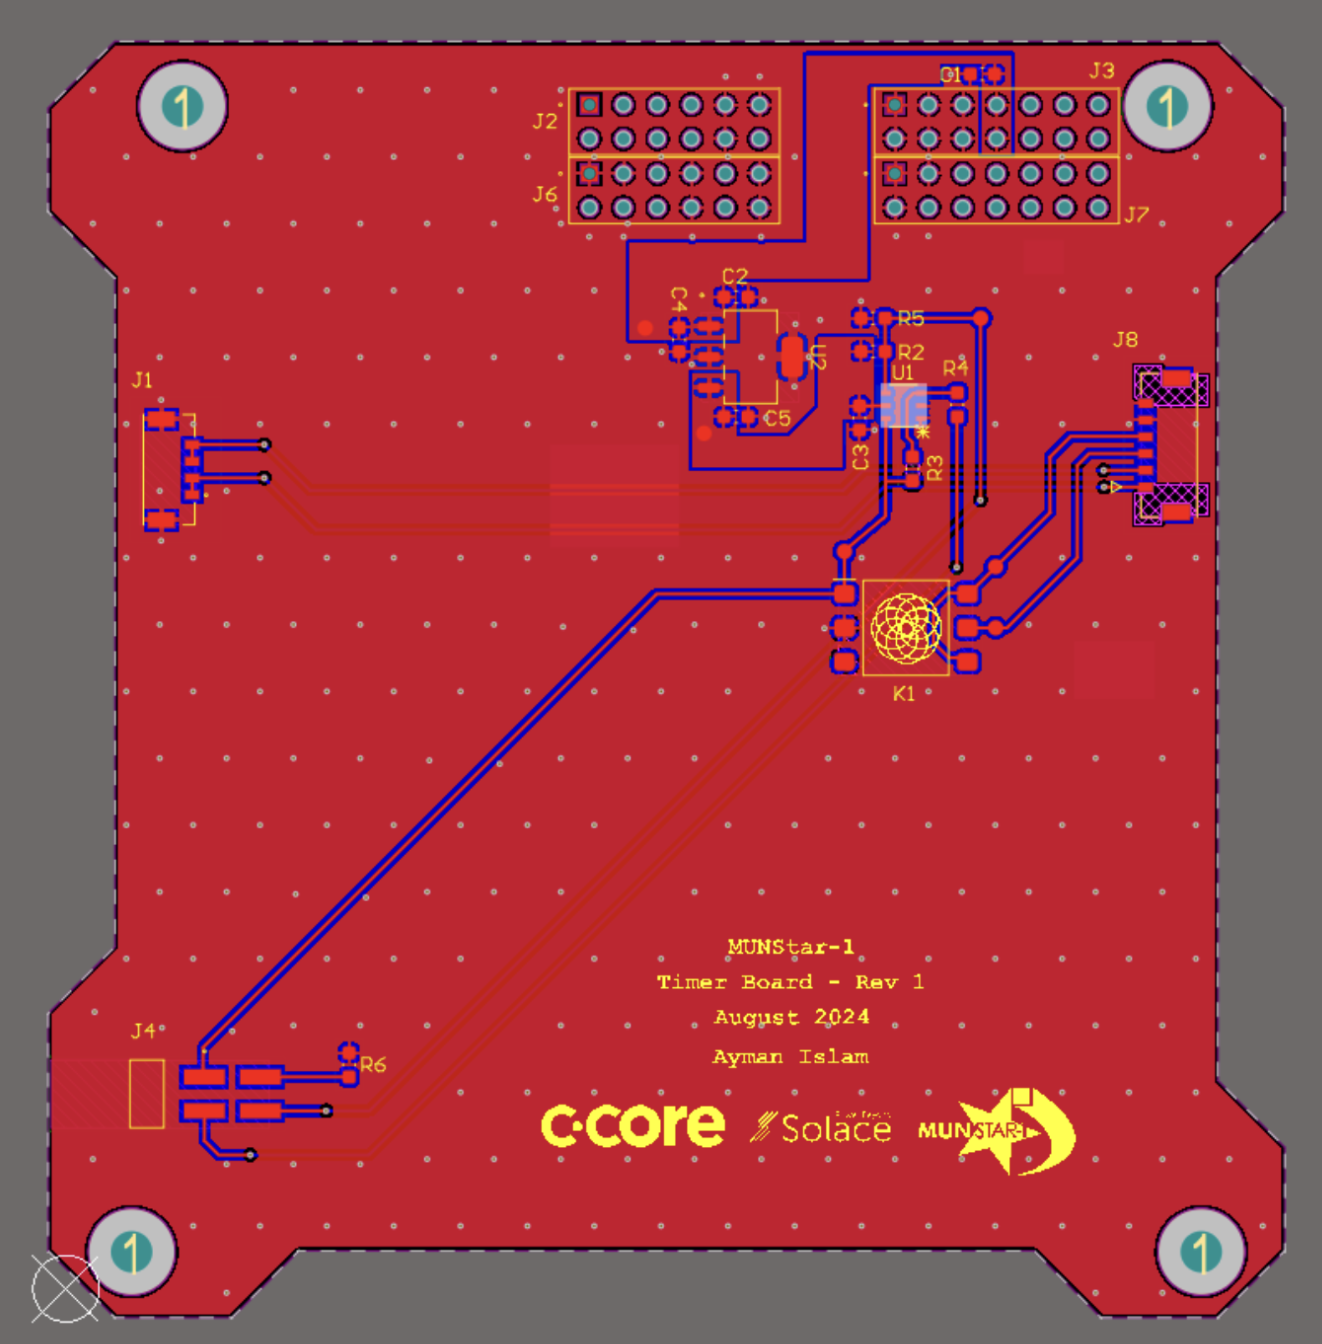 1
1
C1
J3
J2
J6
J7
C2
C4
R5
R2
U2
U1
R4
J8
J1
C5
C3
R3
K1
MUNStar-1
Timer Board - Rev 1
August 2024
Ayman Islam
J4
R6
c·core
Solace
MUNSTAR-1
1
1